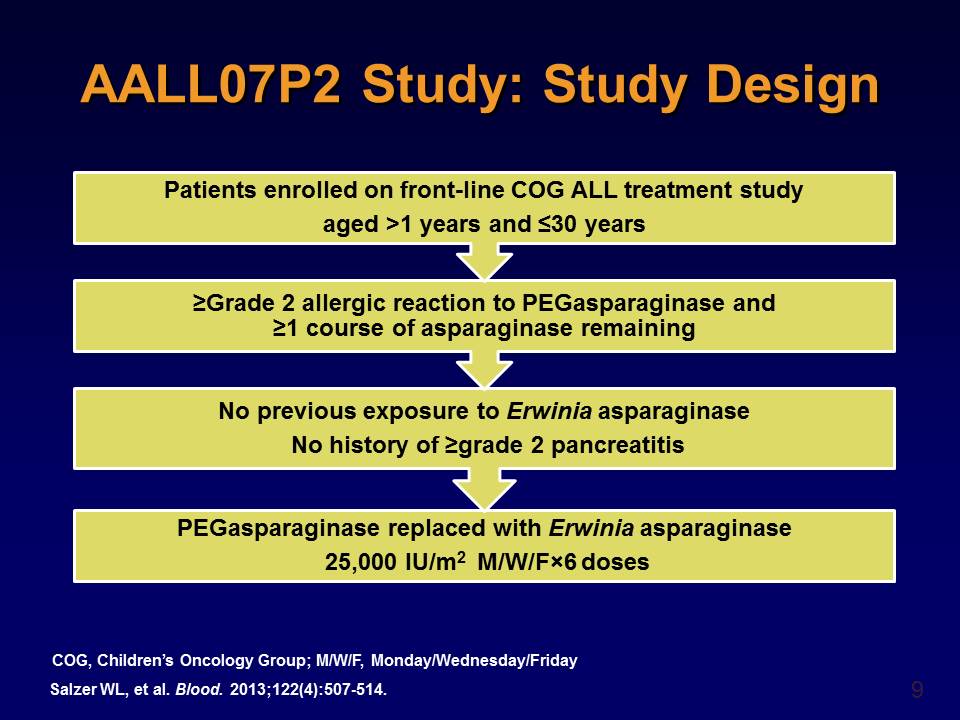 AALL07P2 Study: Study Design
Patients enrolled on front-line COG ALL treatment study
aged >1 years and ≤30 years
≥Grade 2 allergic reaction to PEGasparaginase and
≥1 course of asparaginase remaining
No previous exposure to Erwinia asparaginase
No history of ≥grade 2 pancreatitis
PEGasparaginase replaced with Erwinia asparaginase
25,000 IU/m² M/W/F×6 doses
COG, Children’s Oncology Group; M/W/F, Monday/Wednesday/Friday
Salzer WL, et al. Blood. 2013;122(4):507-514.
9